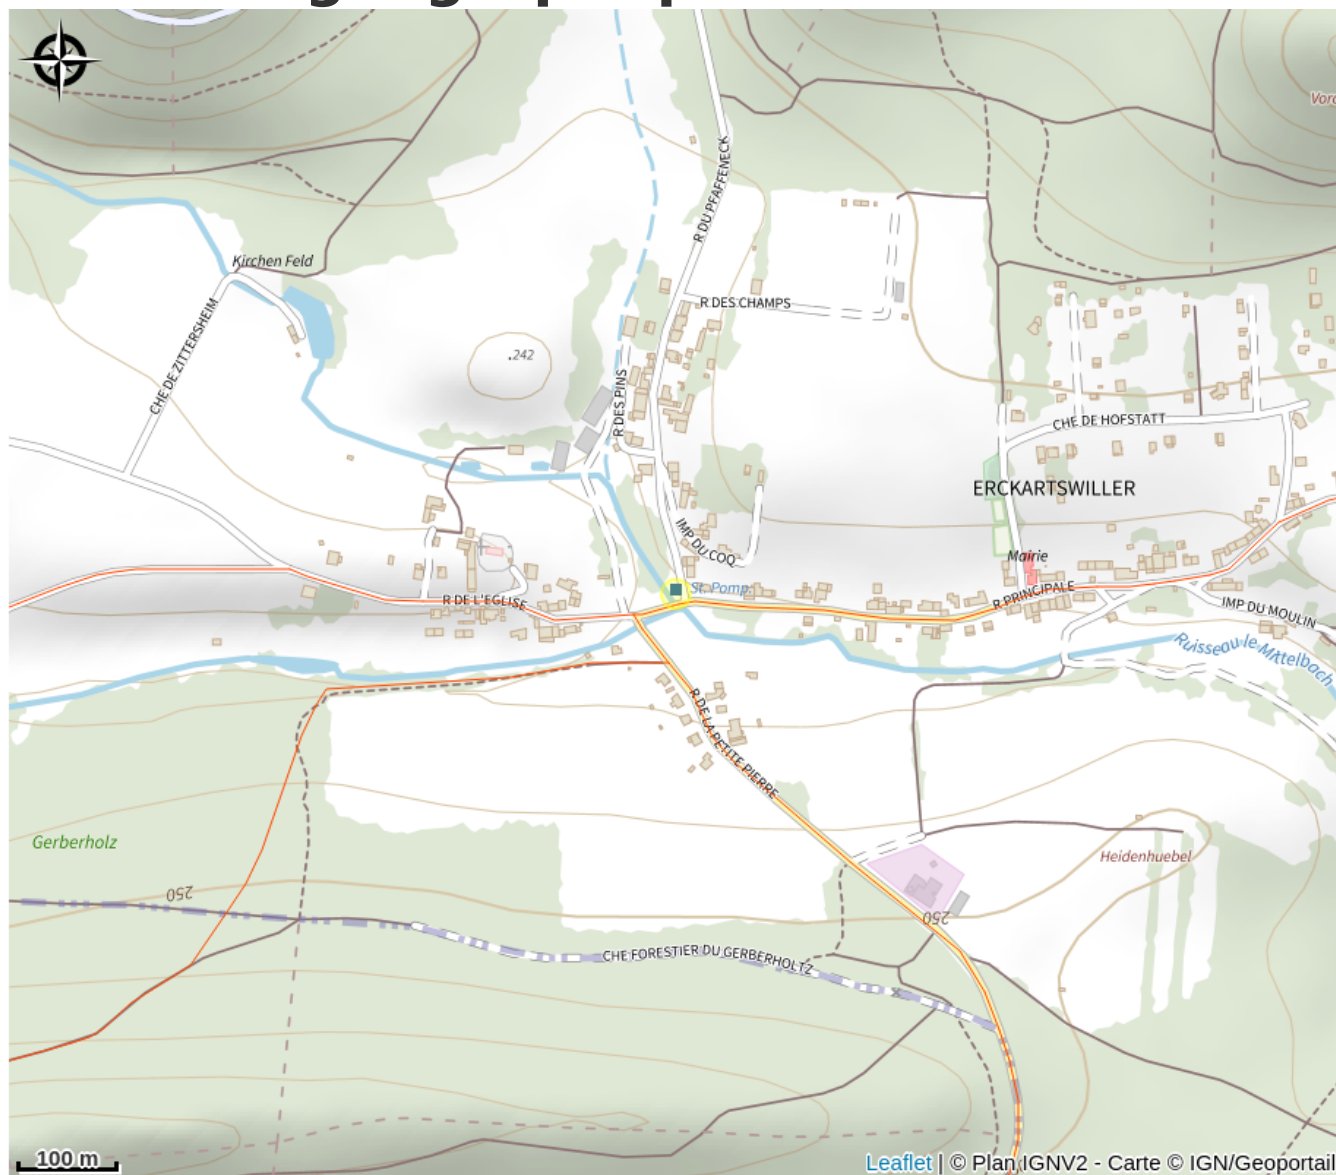 Kirchen Feld
R DU PFAFFENECK
R DES CHAMPS
CHE DE ZITTERSHEIM
.242
R DES PINS
CHE DE HOFSTATT
ERCKARTSWILLER
IMP DU COQ
Mairie
St. Pomp.
R DE L'EGLISE
R PRINCIPALE
IMP DU MOULIN
Ruisseau le Mittelbach
R DE LA PETITE PIERRE
Gerberholz
Heidenhuebel
250
250
CHE FORESTIER DU GERBERHOLTZ
100 m
Leaflet | © Plan IGNV2 - Carte © IGN/Geoportail